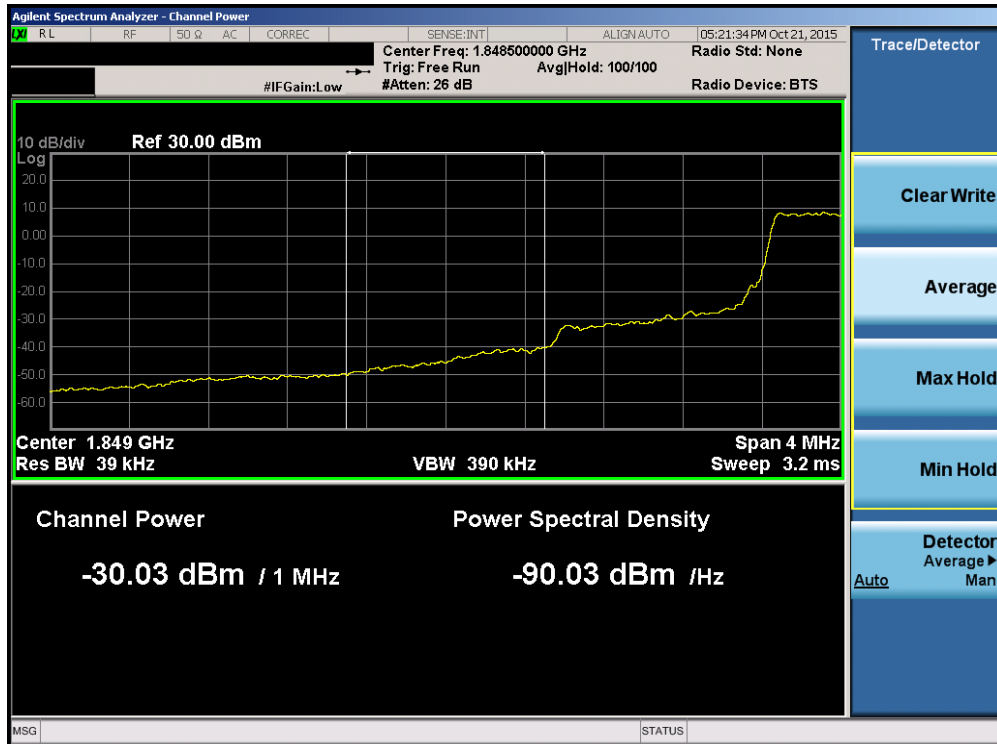 Agilent Spectrum Analyzer - Channel Power
LXI RL RF 50 Ω AC CORREC SENSE:INT ALIGN AUTO 05:21:34 PM Oct 21, 2015
Center Freq: 1.848500000 GHz Radio Std: None
Trig: Free Run Avg|Hold: 100/100
#IFGain:Low #Atten: 26 dB Radio Device: BTS
10 dB/div Ref 30.00 dBm
Log
20.0
10.0
0.00
-10.0
-20.0
-30.0
-40.0
-50.0
-60.0
Center 1.849 GHz Span 4 MHz
Res BW 39 kHz VBW 390 kHz Sweep 3.2 ms
Channel Power Power Spectral Density
-30.03 dBm / 1 MHz -90.03 dBm /Hz
MSG STATUS
Trace/Detector
Clear Write
Average
Max Hold
Min Hold
Detector
Average▶
Auto Man